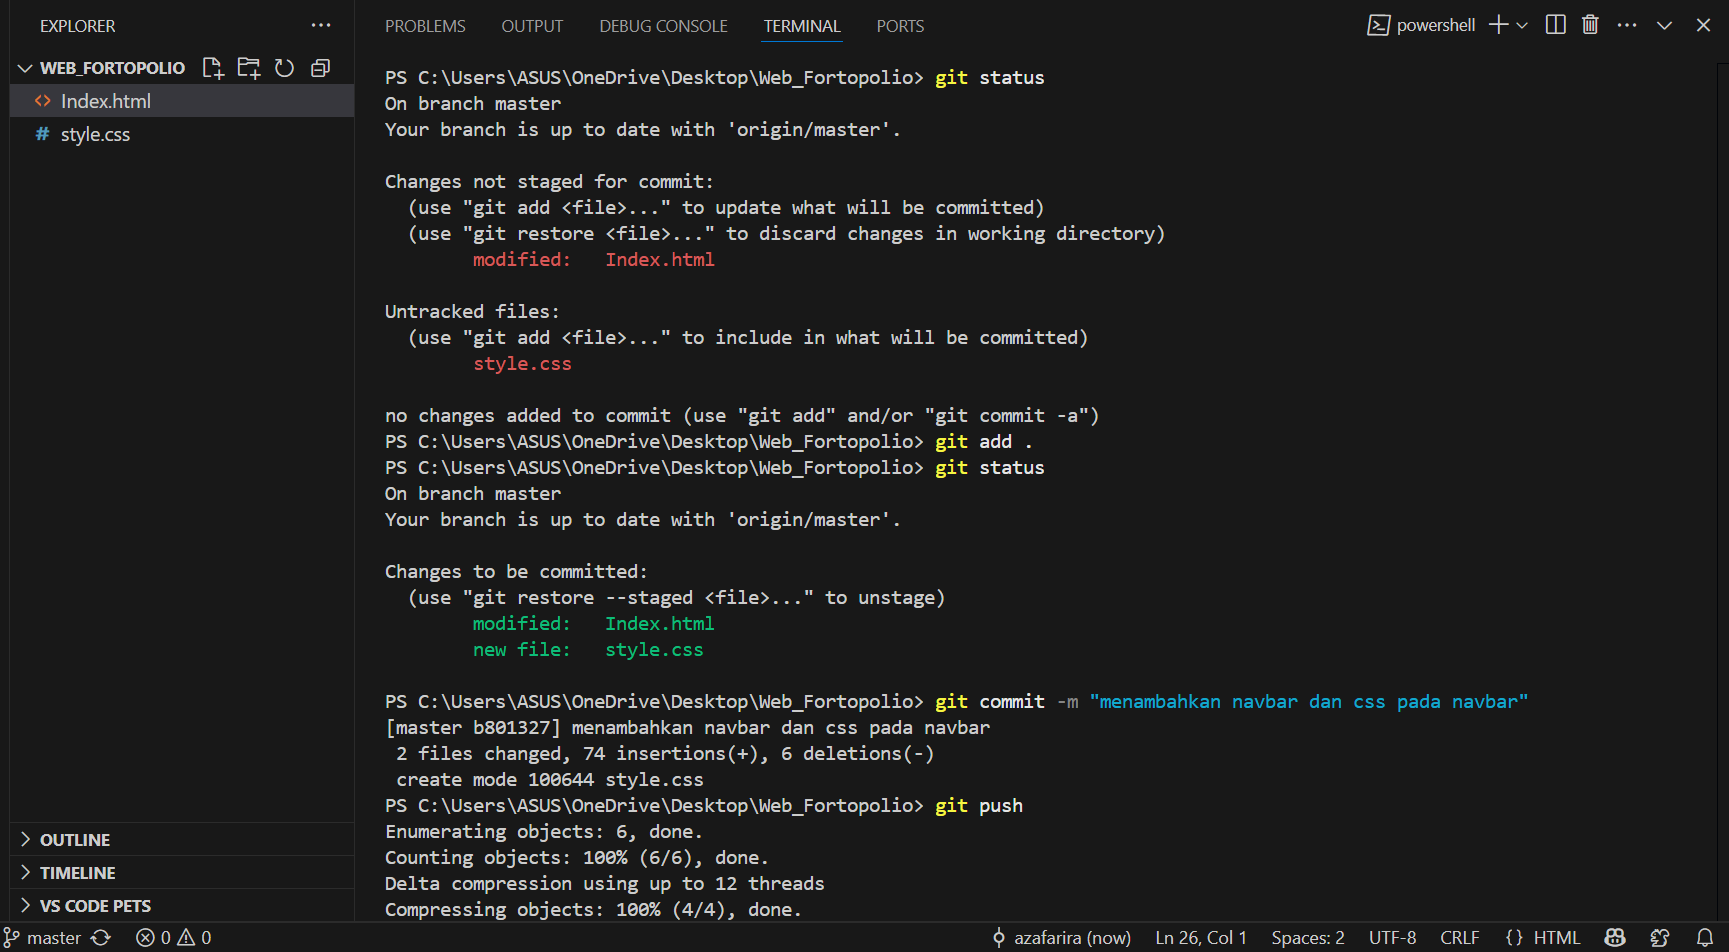 EXPLORER
WEB_FORTOPOLIO
Index.html
# style.css
OUTLINE
TIMELINE
VS CODE PETS
PROBLEMS OUTPUT DEBUG CONSOLE TERMINAL PORTS
powershell
PS C:\Users\ASUS\OneDrive\Desktop\Web_Fortopolio> git status
On branch master
Your branch is up to date with 'origin/master'.
Changes not staged for commit:
(use "git add <file>..." to update what will be committed)
(use "git restore <file>..." to discard changes in working directory)
modified: Index.html
Untracked files:
(use "git add <file>..." to include in what will be committed)
style.css
no changes added to commit (use "git add" and/or "git commit -a")
PS C:\Users\ASUS\OneDrive\Desktop\Web_Fortopolio> git add .
PS C:\Users\ASUS\OneDrive\Desktop\Web_Fortopolio> git status
On branch master
Your branch is up to date with 'origin/master'.
Changes to be committed:
(use "git restore --staged <file>..." to unstage)
modified: Index.html
new file: style.css
PS C:\Users\ASUS\OneDrive\Desktop\Web_Fortopolio> git commit -m "menambahkan navbar dan css pada navbar"
[master b801327] menambahkan navbar dan css pada navbar
2 files changed, 74 insertions(+), 6 deletions(-)
create mode 100644 style.css
PS C:\Users\ASUS\OneDrive\Desktop\Web_Fortopolio> git push
Enumerating objects: 6, done.
Counting objects: 100% (6/6), done.
Delta compression using up to 12 threads
Compressing objects: 100% (4/4), done.
master 0 0 azafarira (now) Ln 26, Col 1 Spaces: 2 UTF-8 CRLF {} HTML